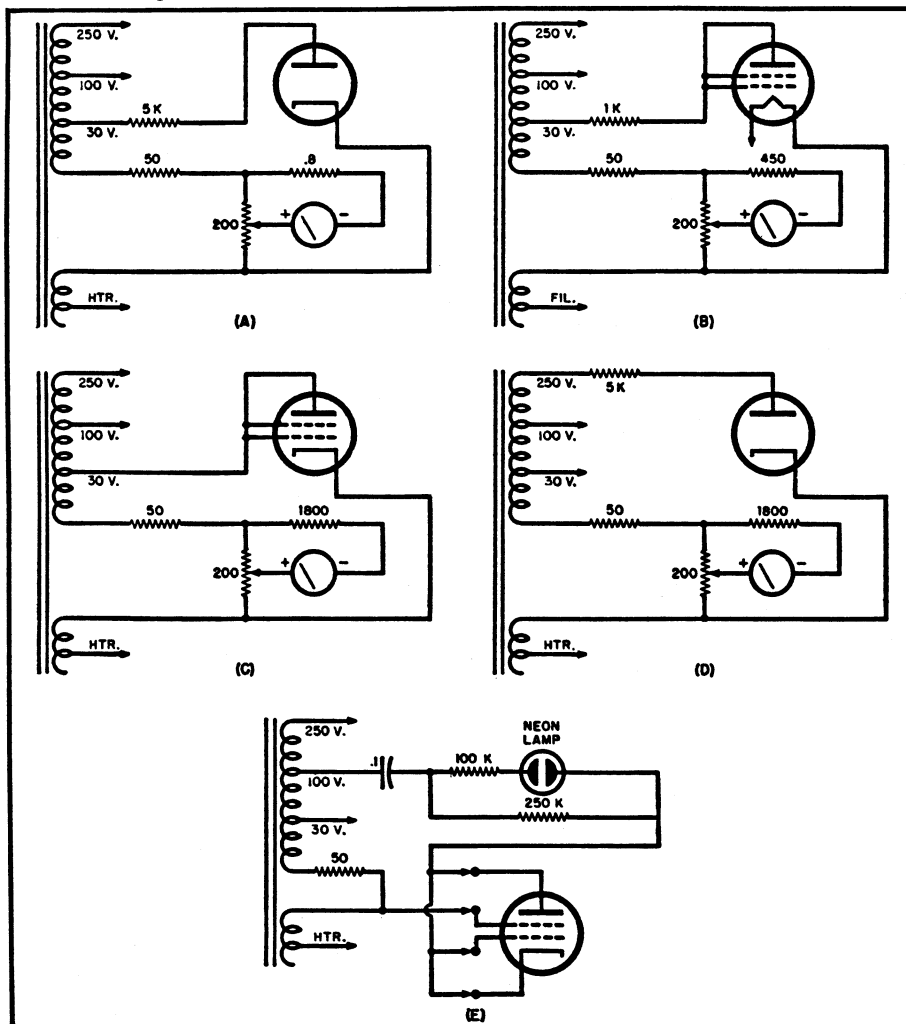 250 V.
100 V.
5 K
30 V.
50
.8
200
+
-
HTR.
(A)
250 V.
100 V.
1 K
30 V.
50
450
200
+
-
FIL.
(B)
250 V.
100 V.
30 V.
50
1800
200
+
-
HTR.
(C)
250 V.
5 K
100 V.
30 V.
50
1800
200
+
-
HTR.
(D)
250 V.
NEON
LAMP
.1
100 K
100 V.
250 K
30 V.
50
HTR.
(E)